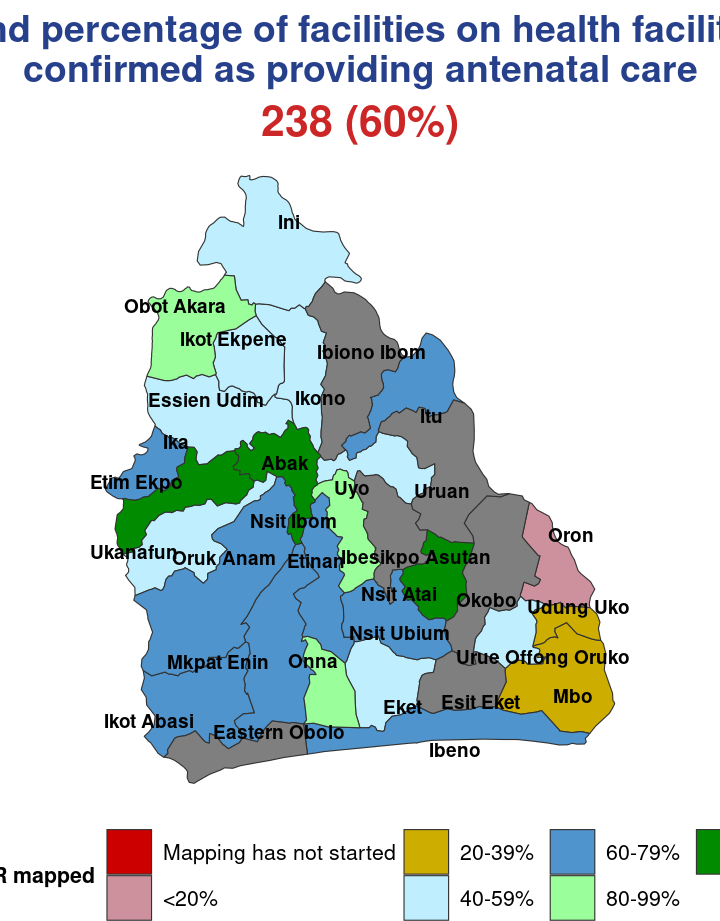 nd percentage of facilities on health facilit
confirmed as providing antenatal care
238 (60%)
Ini
Obot Akara
Ikot Ekpene
Ibiono Ibom
Essien Udim
Ikono
Itu
Ika
Abak
Etim Ekpo
Uyo
Uruan
Nsit Ibom
Oron
Ukanafun
Oruk Anam
Etinan
Ibesikpo Asutan
Nsit Atai
Okobo
Udung Uko
Nsit Ubium
Mkpat Enin
Onna
Urue Offong Oruko
Mbo
Esit Eket
Eket
Ikot Abasi
Eastern Obolo
Ibeno
R mapped
Mapping has not started
20-39%
60-79%
<20%
40-59%
80-99%